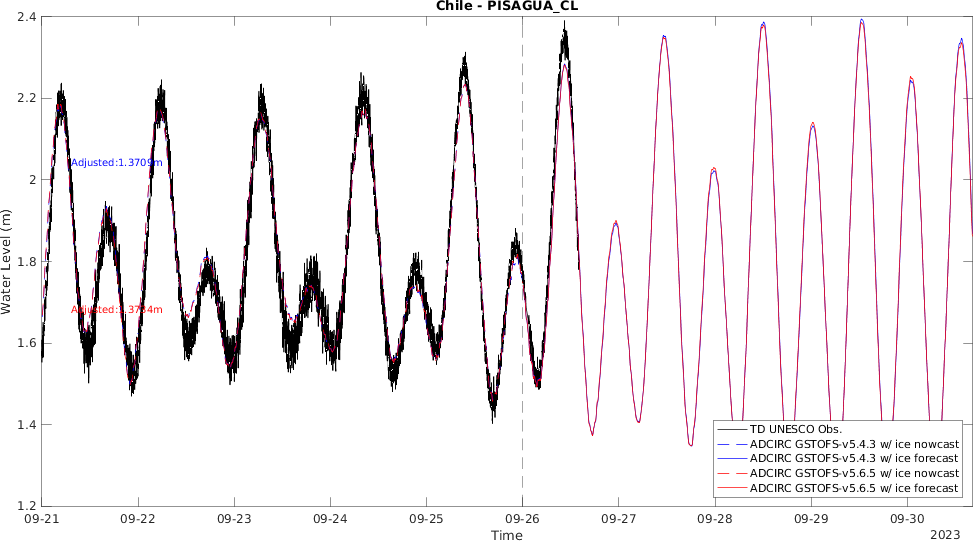 Chile - PISAGUA_CL
Water Level (m)
2.4
2.2
2
1.8
1.6
1.4
1.2
Adjusted:1.3709m
TD UNESCO Obs.
ADCIRC GSTOFS-v5.4.3 w/ ice nowcast
ADCIRC GSTOFS-v5.4.3 w/ ice forecast
ADCIRC GSTOFS-v5.6.5 w/ ice nowcast
ADCIRC GSTOFS-v5.6.5 w/ ice forecast
09-21
09-22
09-23
09-24
09-25
09-26
09-27
09-28
09-29
09-30
Time
2023